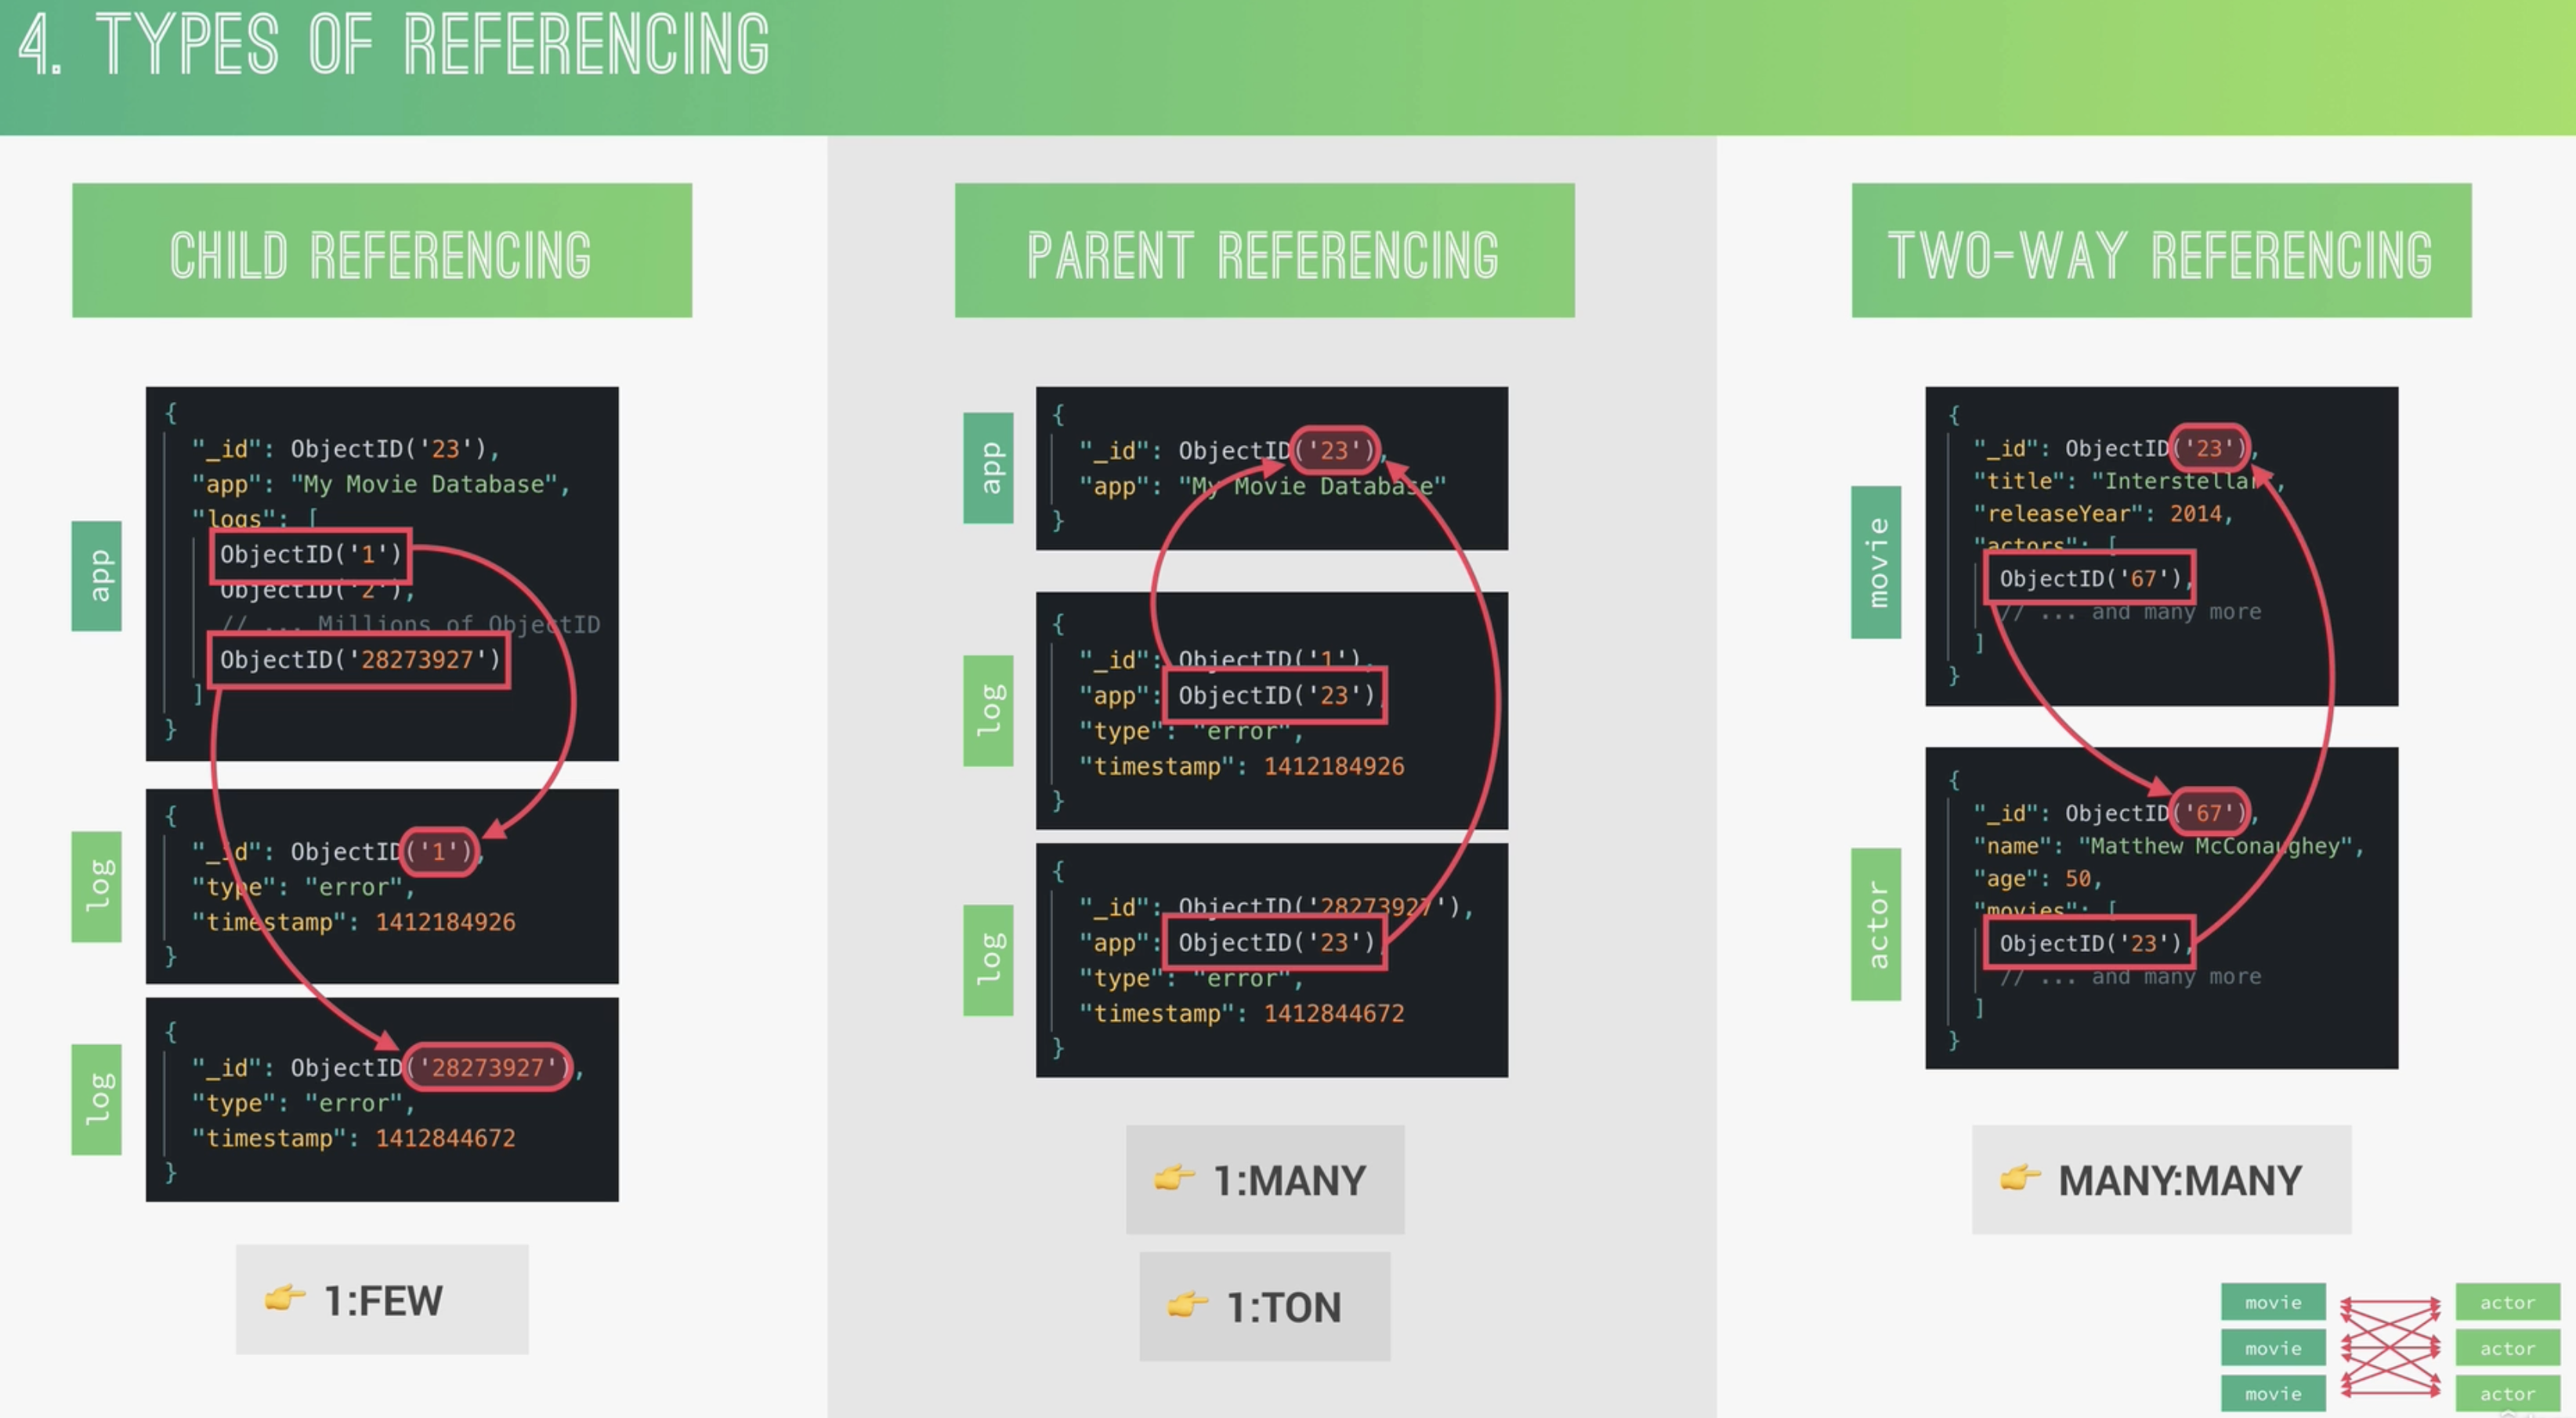 4. TYPES OF REFERENCING
CHILD REFERENCING
app
{
"_id": ObjectID('23'),
"app": "My Movie Database",
"logs": [
ObjectID('1')
ObjectID('2'),
// ... Millions of ObjectID
ObjectID('28273927')
]
}
log
{
"_id": ObjectID('1'),
"type": "error",
"timestamp": 1412184926
}
log
{
"_id": ObjectID('28273927'),
"type": "error",
"timestamp": 1412844672
}
👉 1:FEW
PARENT REFERENCING
app
{
"_id": ObjectID('23'),
"app": "My Movie Database"
}
log
{
"_id": ObjectID('1'),
"app": ObjectID('23'),
"type": "error",
"timestamp": 1412184926
}
log
{
"_id": ObjectID('28273927'),
"app": ObjectID('23'),
"type": "error",
"timestamp": 1412844672
}
👉 1:MANY
👉 1:TON
TWO-WAY REFERENCING
movie
{
"_id": ObjectID('23'),
"title": "Interstellar",
"releaseYear": 2014,
"actors": [
ObjectID('67'),
// ... and many more
]
}
actor
{
"_id": ObjectID('67'),
"name": "Matthew McConaughey",
"age": 50,
"movies": [
ObjectID('23'),
// ... and many more
]
}
👉 MANY:MANY
movie actor
movie actor
movie actor